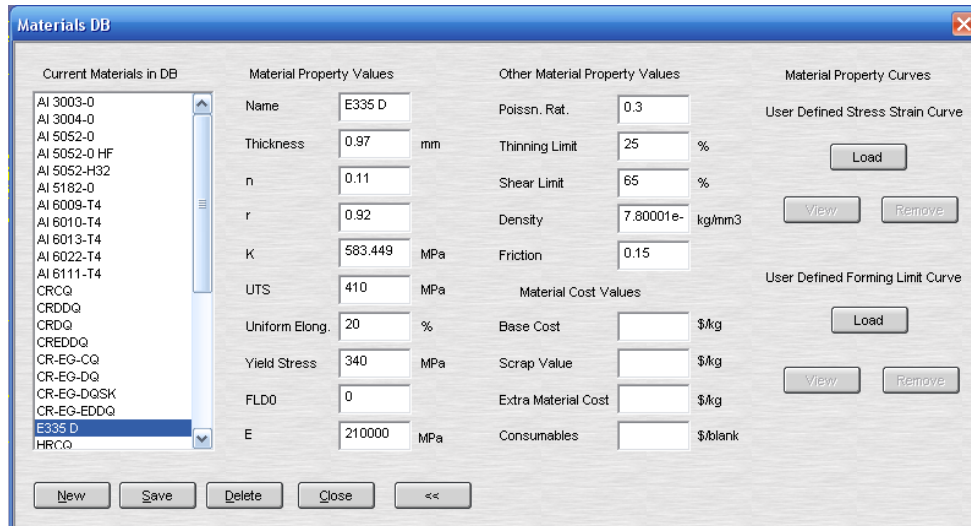 Materials DB
Current Materials in DB
Al 3003-0
Al 3004-0
Al 5052-0
Al 5052-0 HF
Al 5052-H32
Al 5182-0
Al 6009-T4
Al 6010-T4
Al 6013-T4
Al 6022-T4
Al 6111-T4
CRCQ
CRDDQ
CRDQ
CREDDQ
CR-EG-CQ
CR-EG-DQ
CR-EG-DQSK
CR-EG-EDDQ
E335 D
HRCQ
Material Property Values
Name E335 D
Thickness 0.97 mm
n 0.11
r 0.92
K 583.449 MPa
UTS 410 MPa
Uniform Elong. 20 %
Yield Stress 340 MPa
FLD0 0
E 210000 MPa
Other Material Property Values
Poissn. Rat. 0.3
Thinning Limit 25 %
Shear Limit 65 %
Density 7.80001e- kg/mm3
Friction 0.15
Material Cost Values
Base Cost $/kg
Scrap Value $/kg
Extra Material Cost $/kg
Consumables $/blank
Material Property Curves
User Defined Stress Strain Curve
Load
View Remove
User Defined Forming Limit Curve
Load
View Remove
New Save Delete Close <<